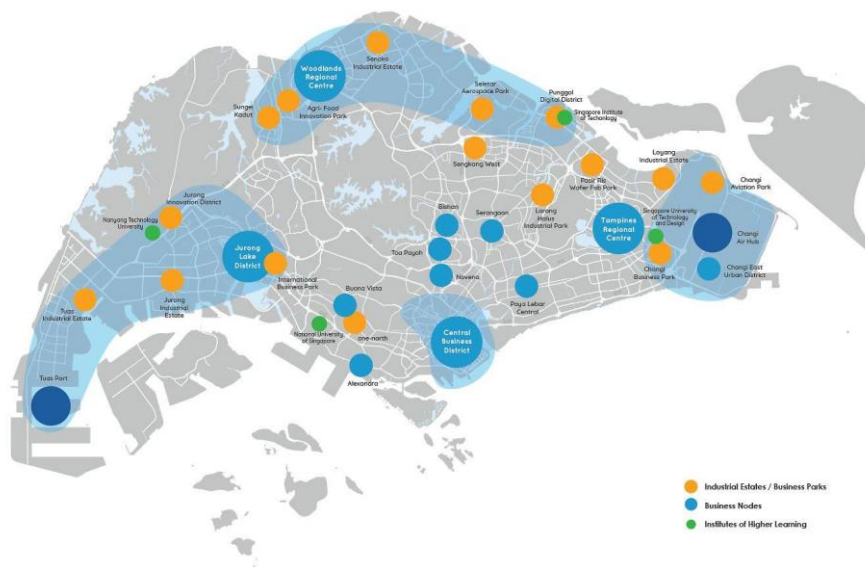 Senoko
Industrial Estate
Woodlands
Regional
Centre
Sungei
Kadut
Agri- Food
Innovation Park
Seletar
Aerospace Park
Punggol
Digital District
Singapore Institute
of Technology
Sengkang West
Pasir Ris
Wafer Fab Park
Loyang
Industrial Estate
Changi
Aviation Park
Jurong
Innovation District
Nanyang Technology
University
Bishan
Serangoon
Lorong
Halus
Industrial Park
Tampines
Regional
Centre
Singapore University
of Technology
and Design
Changi
Air Hub
Jurong
Lake
District
Toa Payoh
International
Business Park
Buona Vista
Novena
Changi
Business Park
Changi East
Urban District
Tuas
Industrial Estate
Jurong
Industrial
Estate
Paya Lebar
Central
National University
of Singapore
one-north
Central
Business
District
Tuas Port
Alexandra
Industrial Estates / Business Parks
Business Nodes
Institutes of Higher Learning